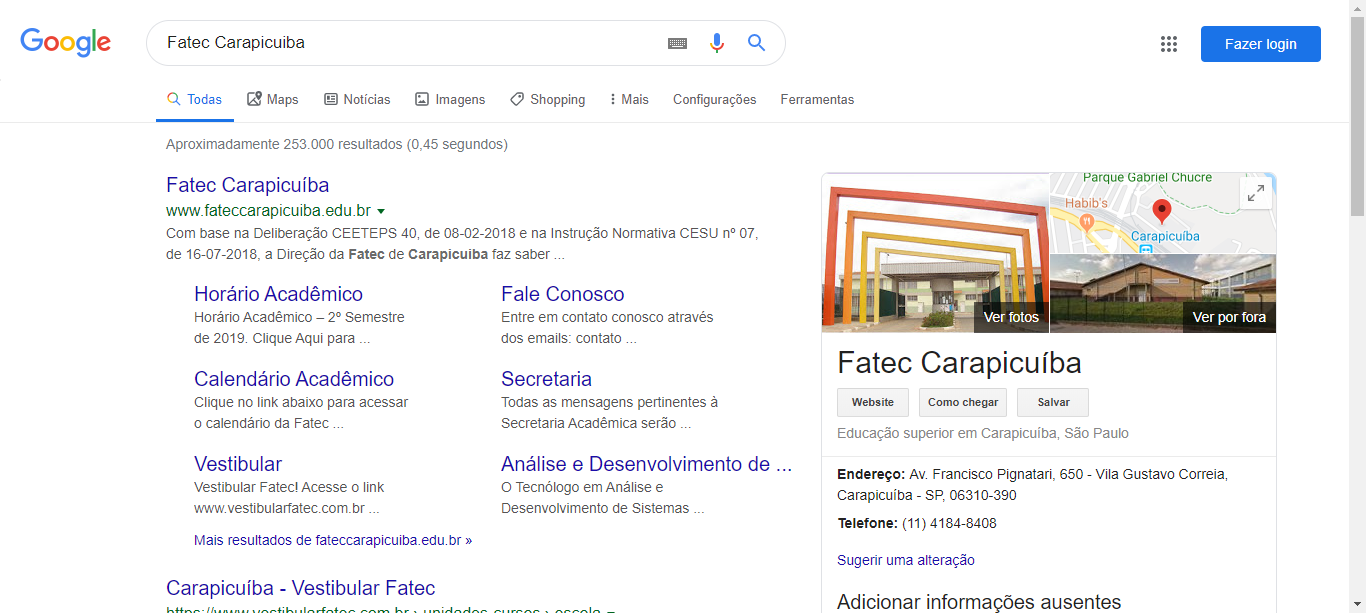 Google
Fatec Carapicuiba
Fazer login
Todas
Maps
Notícias
Imagens
Shopping
Mais
Configurações
Ferramentas
Aproximadamente 253.000 resultados (0,45 segundos)
Fatec Carapicuíba
www.fateccarapicuiba.edu.br
Com base na Deliberação CEETEPS 40, de 08-02-2018 e na Instrução Normativa CESU nº 07,
de 16-07-2018, a Direção da Fatec de Carapicuiba faz saber ...
Horário Acadêmico
Horário Acadêmico – 2º Semestre
de 2019. Clique Aqui para ...
Fale Conosco
Entre em contato conosco através
dos emails: contato ...
Calendário Acadêmico
Clique no link abaixo para acessar
o calendário da Fatec ...
Secretaria
Todas as mensagens pertinentes à
Secretaria Acadêmica serão ...
Vestibular
Vestibular Fatec! Acesse o link
www.vestibularfatec.com.br ...
Análise e Desenvolvimento de ...
O Tecnólogo em Análise e
Desenvolvimento de Sistemas ...
Mais resultados de fateccarapicuiba.edu.br »
Carapicuíba - Vestibular Fatec
https://www.vestibularfatec.com.br › unidades-cursos › escola
Parque Gabriel Chucre
Habib's
Carapicuíba
Ver fotos
Ver por fora
Fatec Carapicuíba
Website
Como chegar
Salvar
Educação superior em Carapicuíba, São Paulo
Endereço: Av. Francisco Pignatari, 650 - Vila Gustavo Correia,
Carapicuíba - SP, 06310-390
Telefone: (11) 4184-8408
Sugerir uma alteração
Adicionar informações ausentes